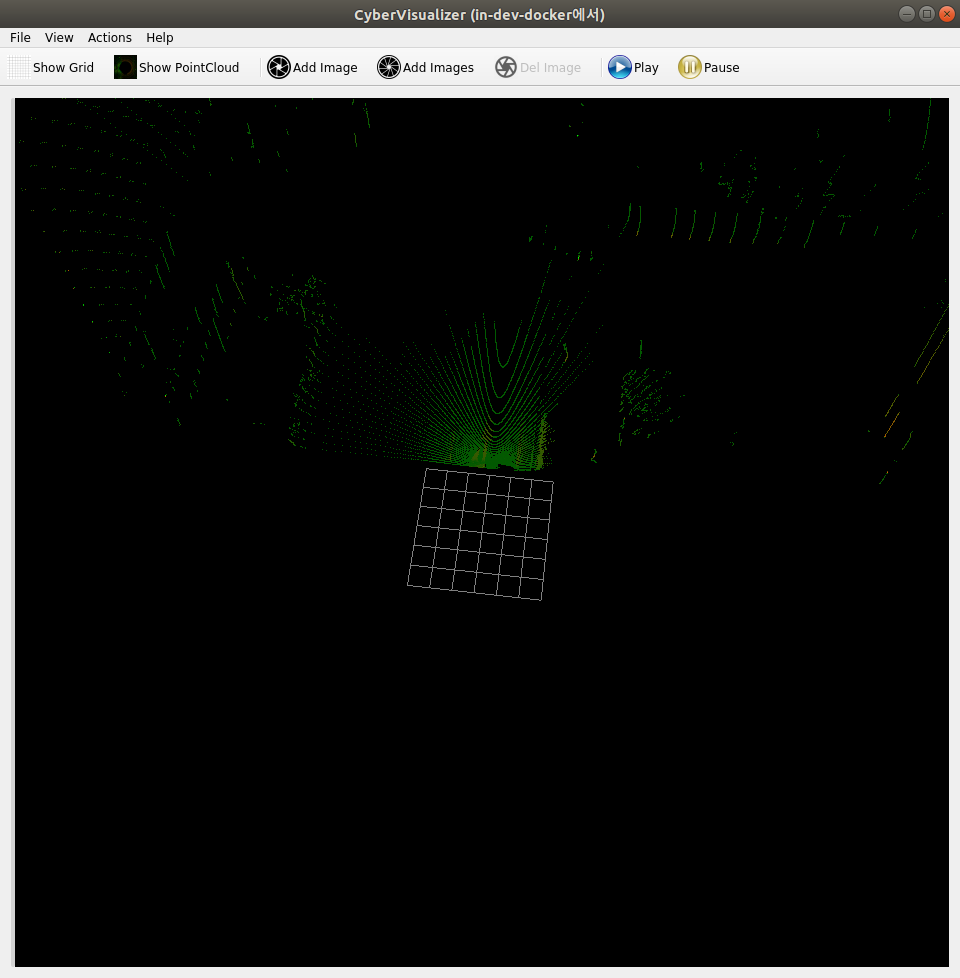 CyberVisualizer (in-dev-docker에서)
File View Actions Help
Show Grid Show PointCloud Add Image Add Images Del Image Play Pause